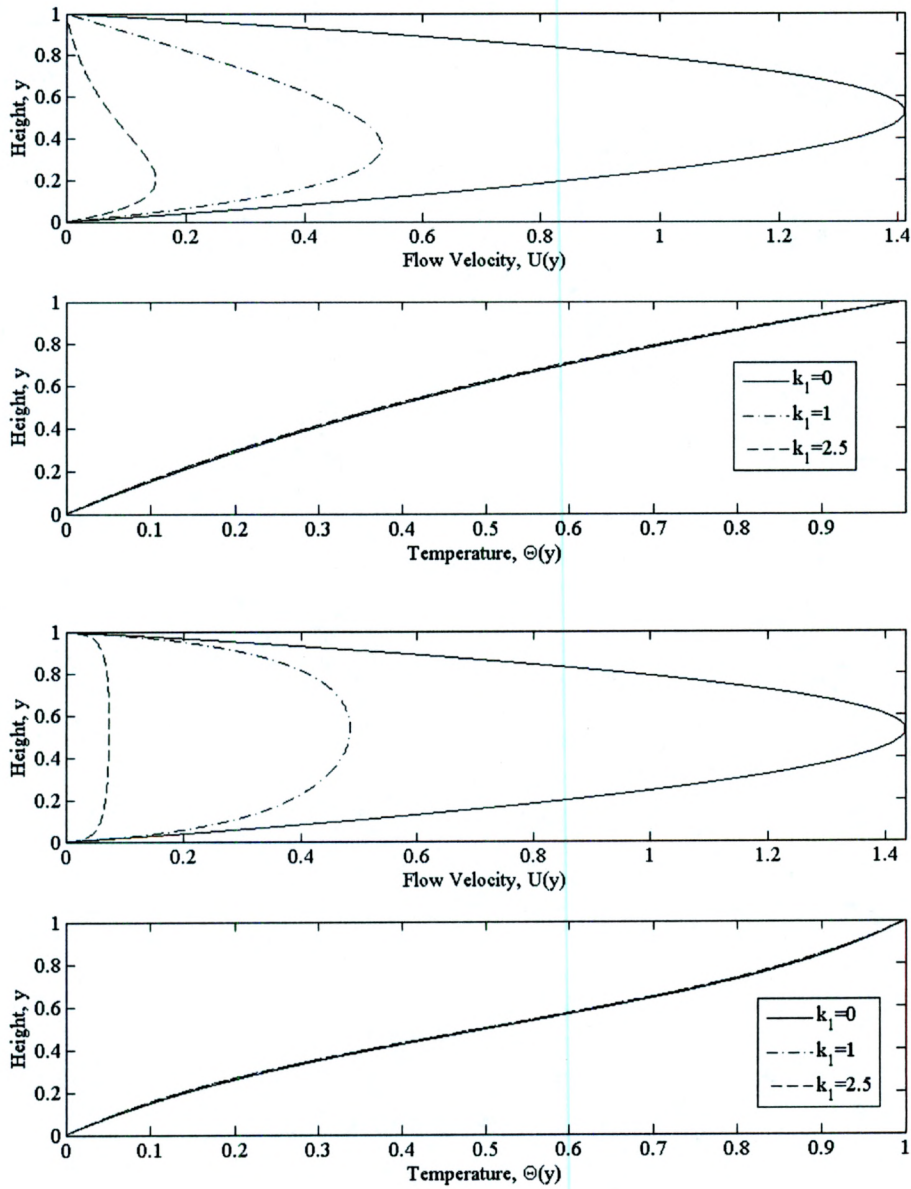 1
0.8
0.6
0.4
0.2
0
Height, y
0 0.2 0.4 0.6 0.8 1 1.2 1.4
Flow Velocity, U(y)
1
0.8
0.6
0.4
0.2
0
Height, y
k₁=0
k₁=1
k₁=2.5
0 0.1 0.2 0.3 0.4 0.5 0.6 0.7 0.8 0.9
Temperature, Θ(y)
1
0.8
0.6
0.4
0.2
0
Height, y
0 0.2 0.4 0.6 0.8 1 1.2 1.4
Flow Velocity, U(y)
1
0.8
0.6
0.4
0.2
0
Height, y
k₁=0
k₁=1
k₁=2.5
0 0.1 0.2 0.3 0.4 0.5 0.6 0.7 0.8 0.9 1
Temperature, Θ(y)